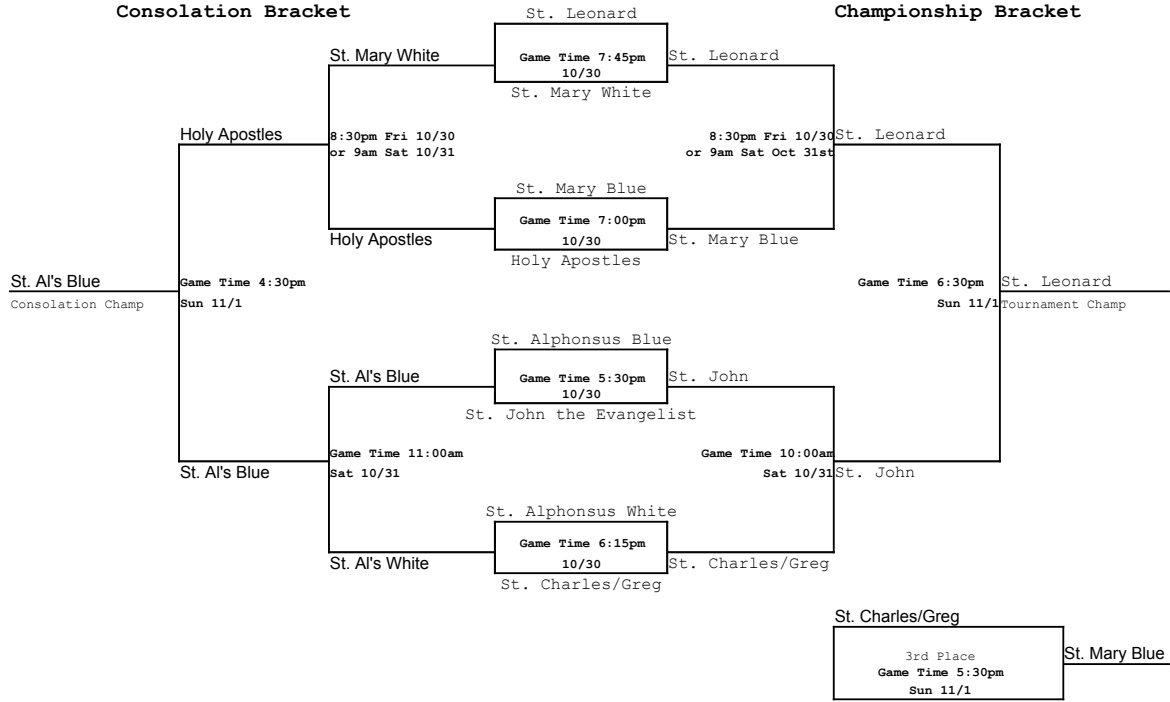 Consolation Bracket
St. Leonard
Championship Bracket
St. Mary White
Game Time 7:45pm
St. Leonard
10/30
St. Mary White
Holy Apostles
8:30pm Fri 10/30
or 9am Sat 10/31
8:30pm Fri 10/30
or 9am Sat Oct 31st
St. Leonard
St. Mary Blue
Game Time 7:00pm
10/30
Holy Apostles
St. Mary Blue
Holy Apostles
St. Al's Blue
Consolation Champ
Game Time 4:30pm
Sun 11/1
Game Time 6:30pm
Sun 11/1
St. Leonard
Tournament Champ
St. Alphonsus Blue
St. Al's Blue
Game Time 5:30pm
10/30
St. John
St. John the Evangelist
Game Time 11:00am
Sat 10/31
Game Time 10:00am
Sat 10/31
St. Al's Blue
St. John
St. Alphonsus White
Game Time 6:15pm
10/30
St. Al's White
St. Charles/Greg
St. Charles/Greg
St. Charles/Greg
3rd Place
Game Time 5:30pm
Sun 11/1
St. Mary Blue